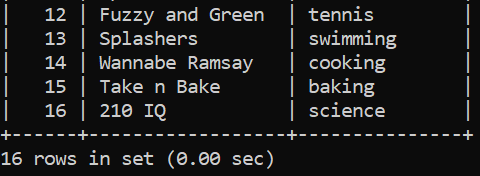 |   12 | Fuzzy and Green  | tennis        |
|   13 | Splashers        | swimming      |
|   14 | Wannabe Ramsay   | cooking       |
|   15 | Take n Bake      | baking        |
|   16 | 210 IQ           | science       |
+------+------------------+---------------+
16 rows in set (0.00 sec)